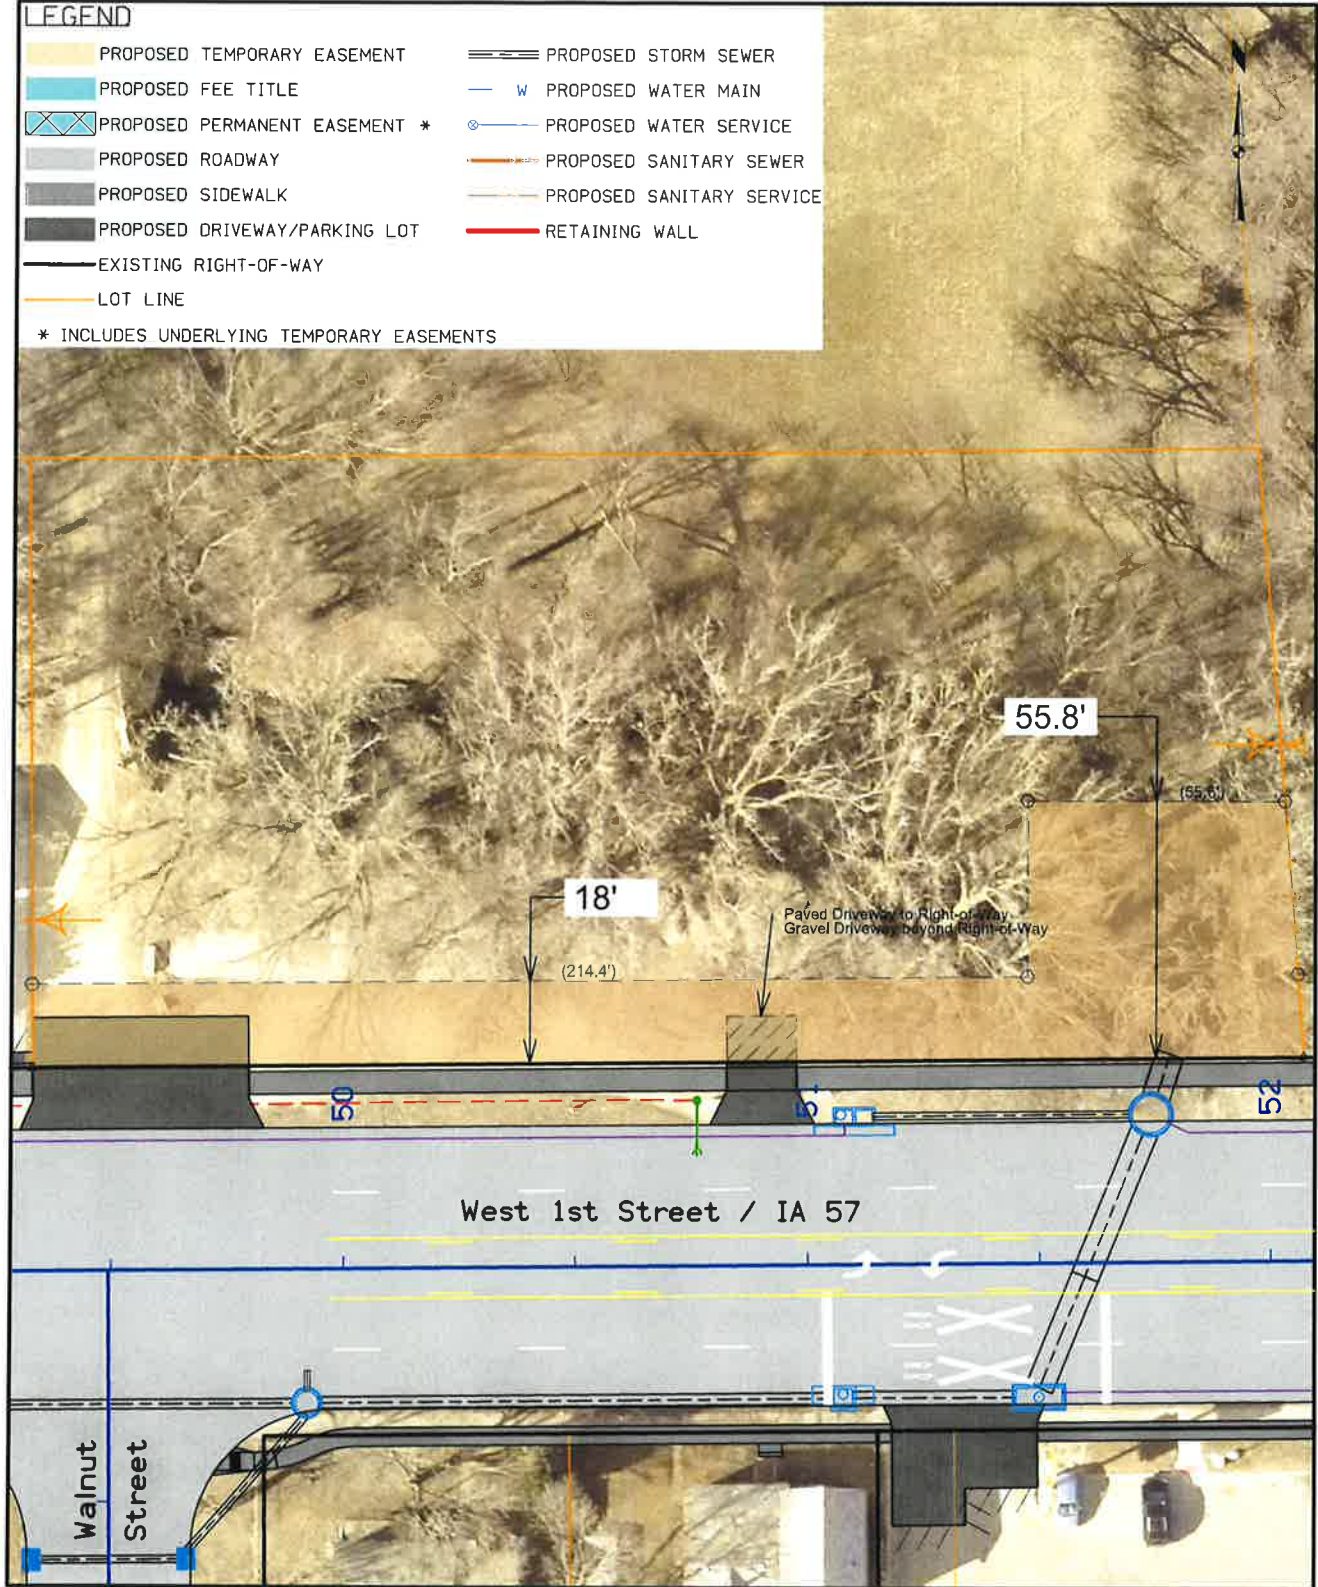 LEGEND
PROPOSED TEMPORARY EASEMENT
PROPOSED FEE TITLE
PROPOSED PERMANENT EASEMENT *
PROPOSED ROADWAY
PROPOSED SIDEWALK
PROPOSED DRIVEWAY/PARKING LOT
EXISTING RIGHT-OF-WAY
LOT LINE
* INCLUDES UNDERLYING TEMPORARY EASEMENTS
PROPOSED STORM SEWER
W PROPOSED WATER MAIN
PROPOSED WATER SERVICE
PROPOSED SANITARY SEWER
PROPOSED SANITARY SERVICE
RETAINING WALL
N
55.8'
(55.6')
18'
Paved Driveway to Right-of-Way
Gravel Driveway beyond Right-of-Way
(214.4')
50
51
52
West 1st Street / IA 57
Walnut
Street